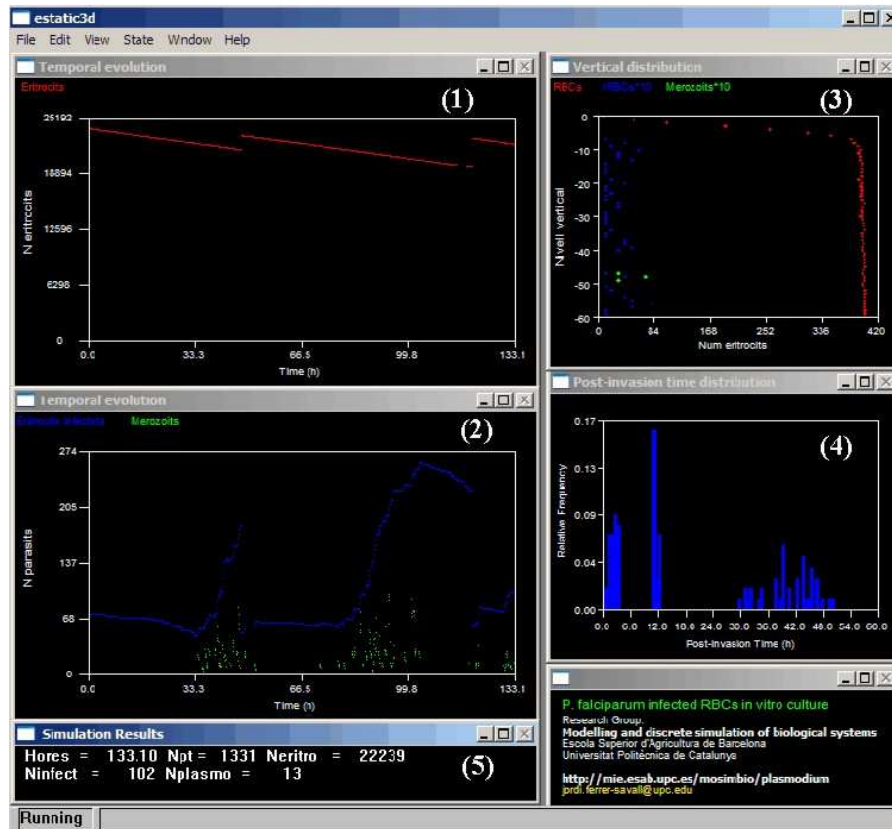 estatic3d
File Edit View State Window Help
Temporal evolution
Eritrocits
(1)
25192
18894
12596
6298
0
N eritrocits
0.0 33.3 66.5 99.8 133.1
Time (h)
Temporal evolution
Eritrocits infectats Merozoits
(2)
274
205
137
68
0
N parasits
0.0 33.3 66.5 99.8 133.1
Time (h)
Simulation Results
Hores = 133.10 Npt = 1331 Neritro = 22239
Ninfect = 102 Nplasmo = 13
(5)
Vertical distribution
RBCs iRBCs*10 Merozoits*10
(3)
0
-10
-20
-30
-40
-50
-60
Nivell vertical
0 84 168 252 336 420
Num eritrocits
Post-invasion time distribution
(4)
0.17
0.13
0.09
0.04
0.00
Relative Frequency
0.0 6.0 12.0 18.0 24.0 30.0 36.0 42.0 48.0 54.0 60.0
Post-invasion Time (h)
P. falciparum infected RBCs in vitro culture
Research Group:
Modelling and discrete simulation of biological systems
Escola Superior d'Agricultura de Barcelona
Universitat Politècnica de Catalunya
http://mie.esab.upc.es/mosimbio/plasmodium
jordi.ferrer-savall@upc.edu
Running